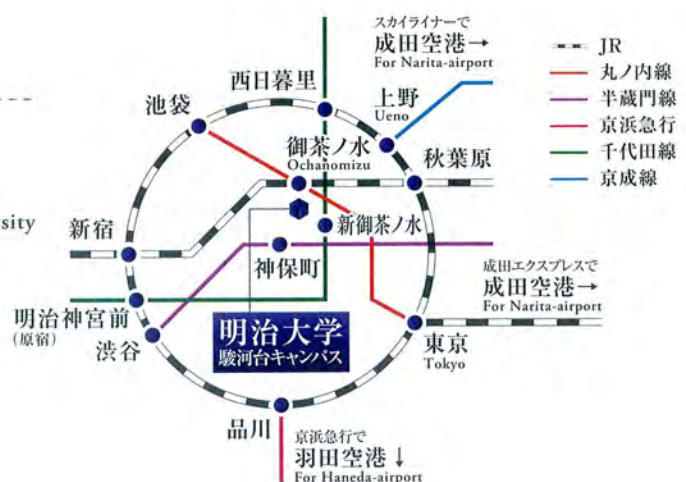 スカイライナーで
成田空港→
For Narita-airport
JR
丸ノ内線
半蔵門線
京浜急行
千代田線
京成線
西日暮里
池袋
上野
Ueno
御茶ノ水
Ochanomizu
秋葉原
sity
新宿
新御茶ノ水
神保町
成田エクスプレスで
成田空港→
For Narita-airport
明治神宮前
(原宿)
渋谷
明治大学
駿河台キャンパス
東京
Tokyo
品川
京浜急行で
羽田空港↓
For Haneda-airport